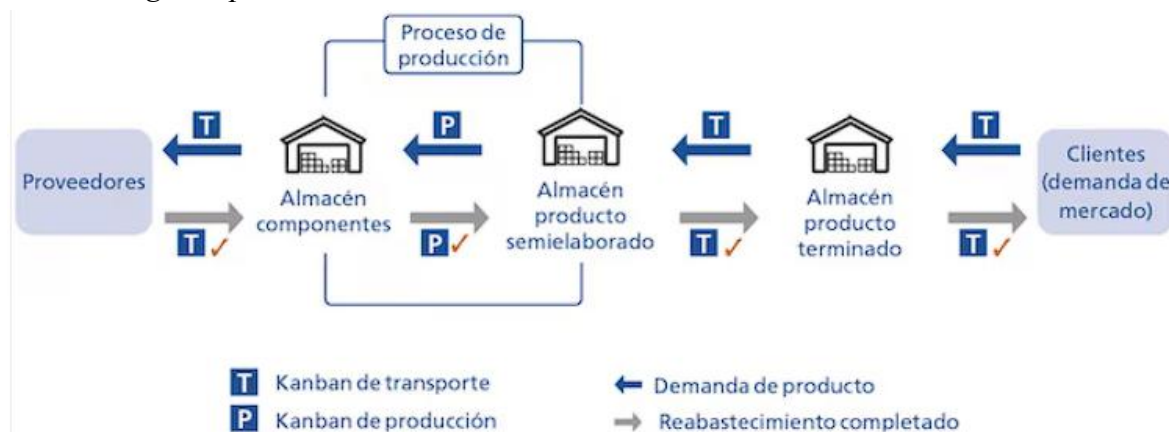 Proceso de
producción
T
P
T
T
Proveedores
Almacén
componentes
Almacén
producto
semielaborado
Almacén
producto
terminado
Clientes
(demanda de
mercado)
T ✓
P ✓
T ✓
T ✓
T Kanban de transporte
Demanda de producto
P Kanban de producción
Reabastecimiento completado